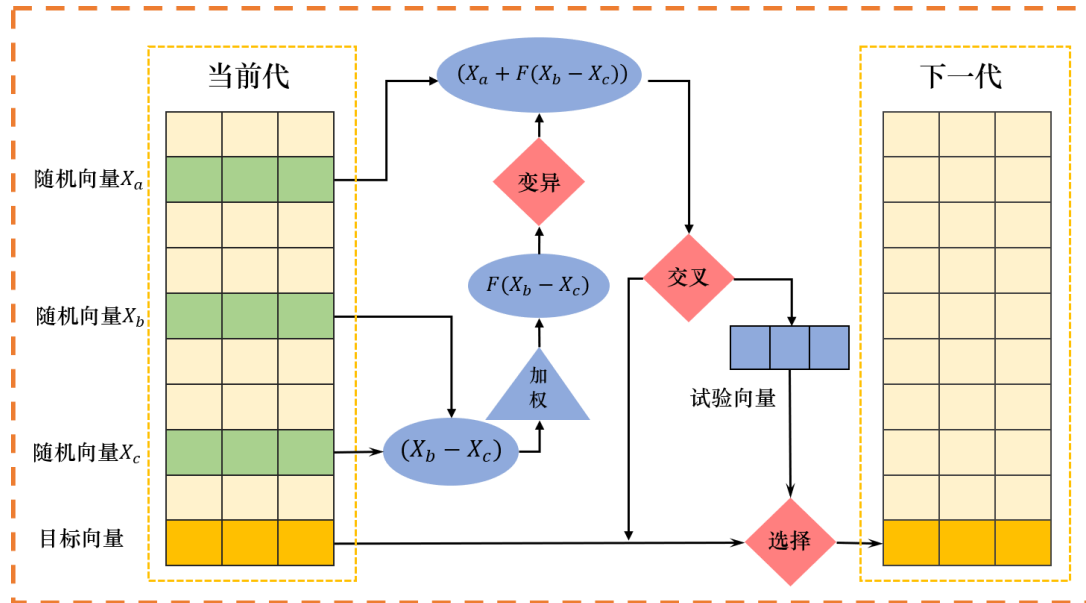 当前代
(X_a + F(X_b − X_c))
下一代
随机向量X_a
变异
交叉
F(X_b − X_c)
随机向量X_b
加
权
试验向量
随机向量X_c
(X_b − X_c)
目标向量
选择